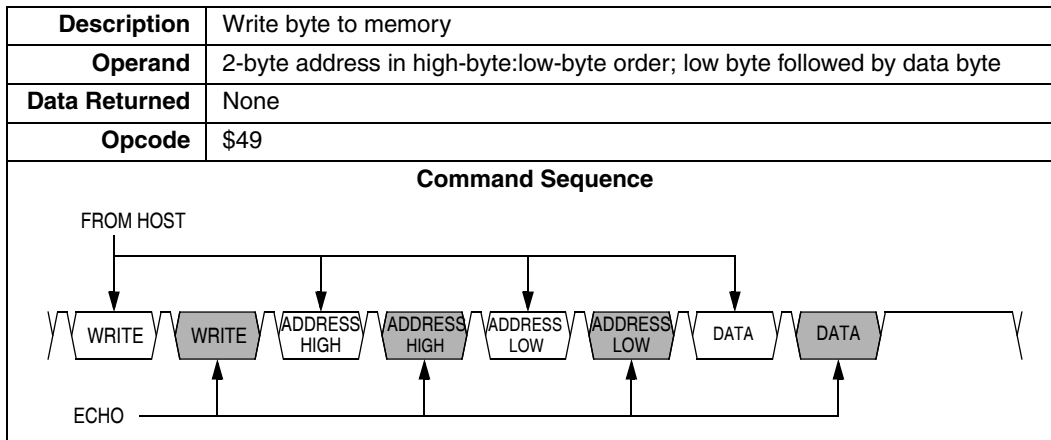 Description Write byte to memory
Operand 2-byte address in high-byte:low-byte order; low byte followed by data byte
Data Returned None
Opcode $49
Command Sequence
FROM HOST
WRITE WRITE ADDRESS HIGH ADDRESS HIGH ADDRESS LOW ADDRESS LOW DATA DATA
ECHO